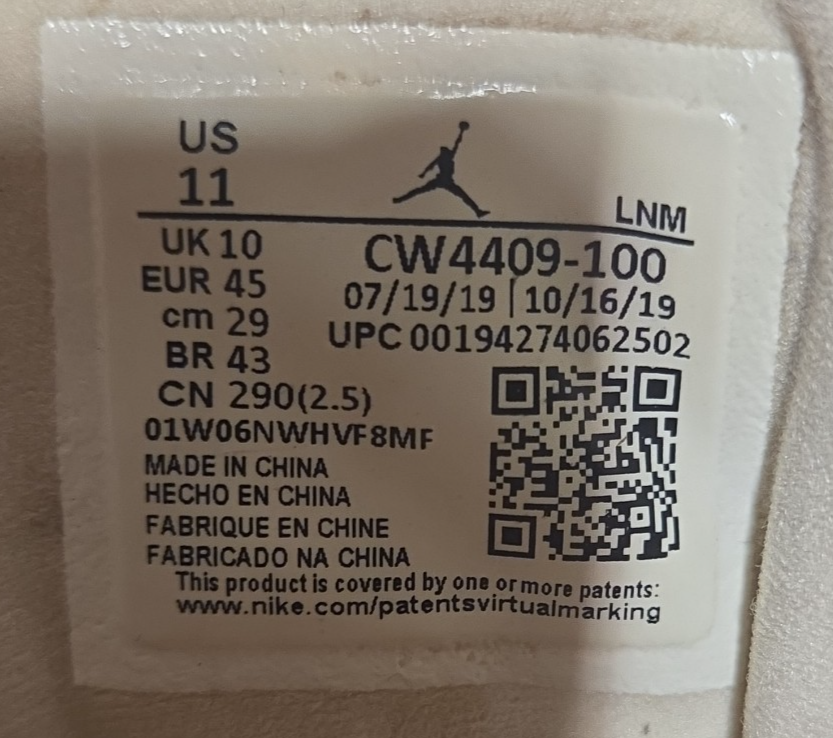 US
11
LNM
UK 10
CW4409-100
EUR 45
07/19/19 | 10/16/19
cm 29
UPC 00194274062502
BR 43
CN 290(2.5)
01W06NWHVF8MF
MADE IN CHINA
HECHO EN CHINA
FABRIQUE EN CHINE
FABRICADO NA CHINA
This product is covered by one or more patents:
www.nike.com/patentsvirtualmarking